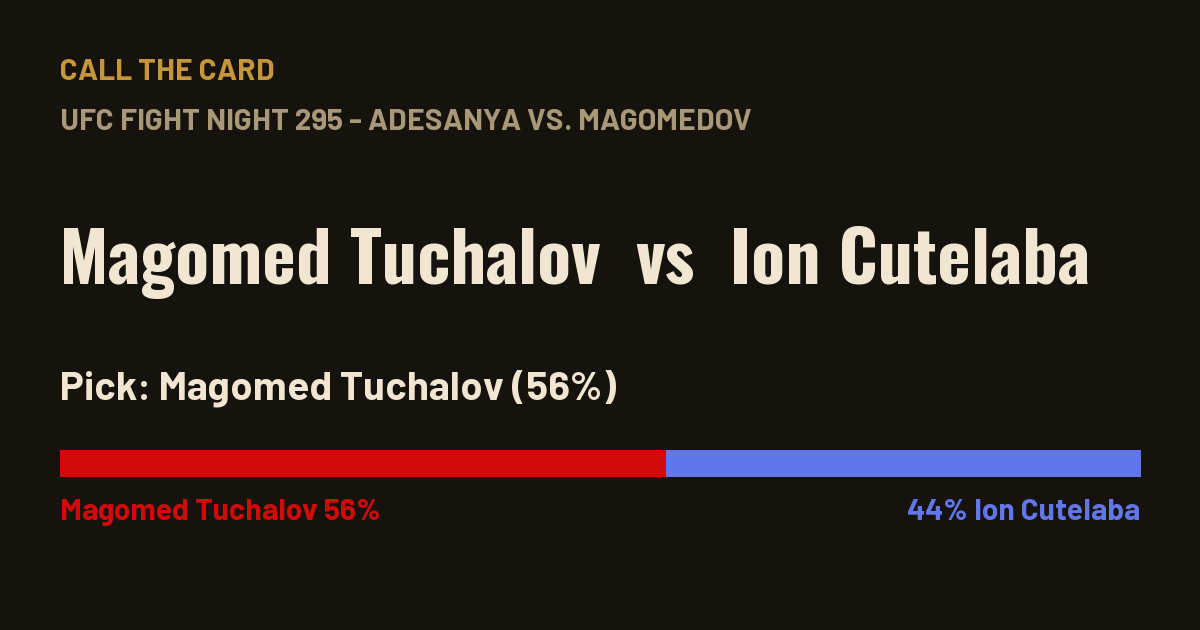 CALL THE CARD
UFC FIGHT NIGHT 295 - ADESANYA VS. MAGOMEDOV
Magomed Tuchalov vs Ion Cutelaba
Pick: Magomed Tuchalov (56%)
Magomed Tuchalov 56%
44% Ion Cutelaba